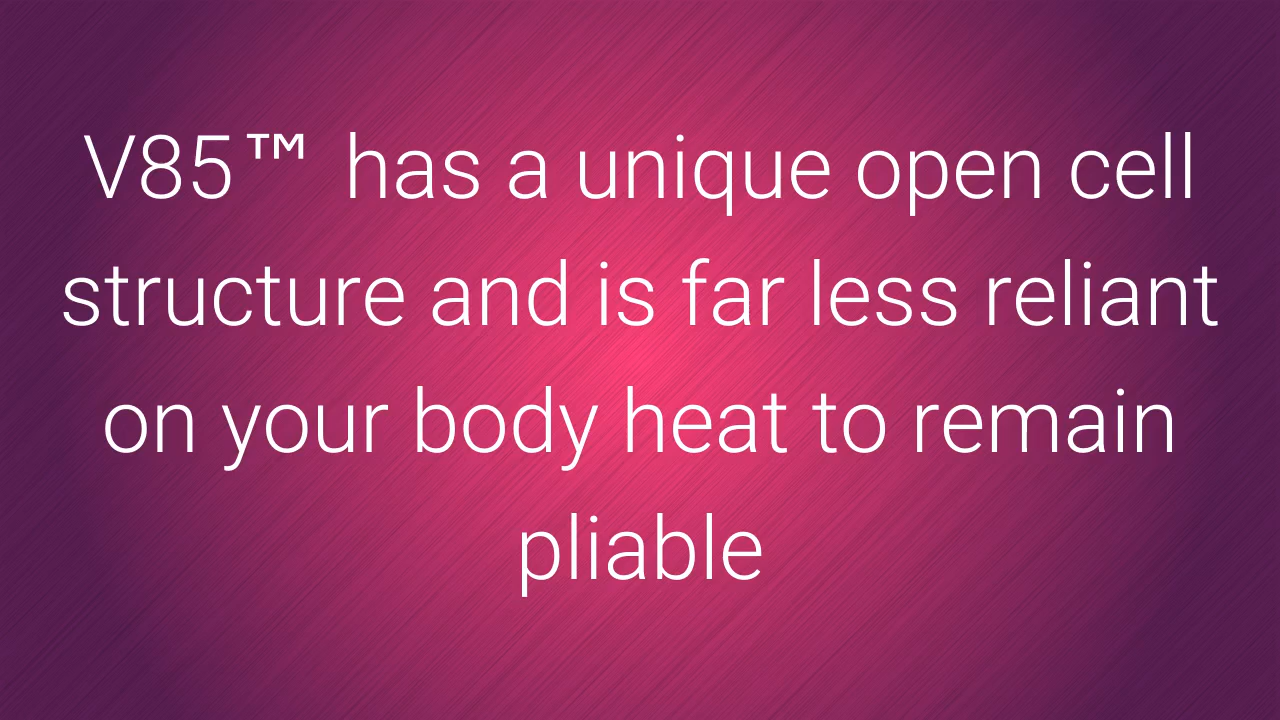 V85™ has a unique open cell
structure and is far less reliant
on your body heat to remain
pliable